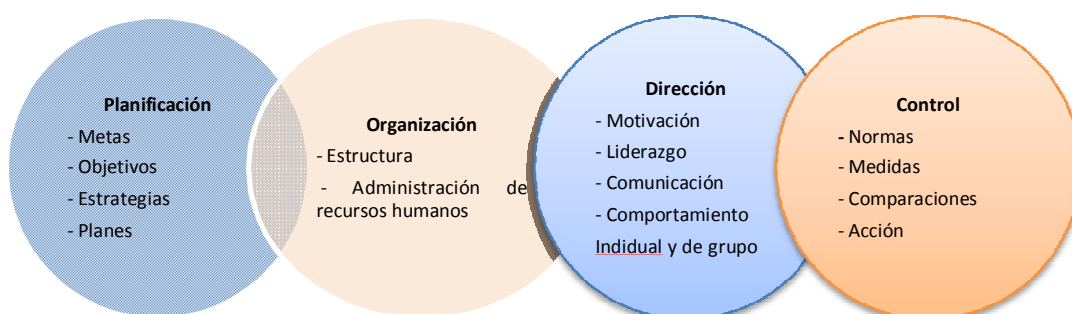 Planificación
- Metas
- Objetivos
- Estrategias
- Planes
Organización
- Estructura
- Administración de
recursos humanos
Dirección
- Motivación
- Liderazgo
- Comunicación
- Comportamiento
Indidual y de grupo
Control
- Normas
- Medidas
- Comparaciones
- Acción